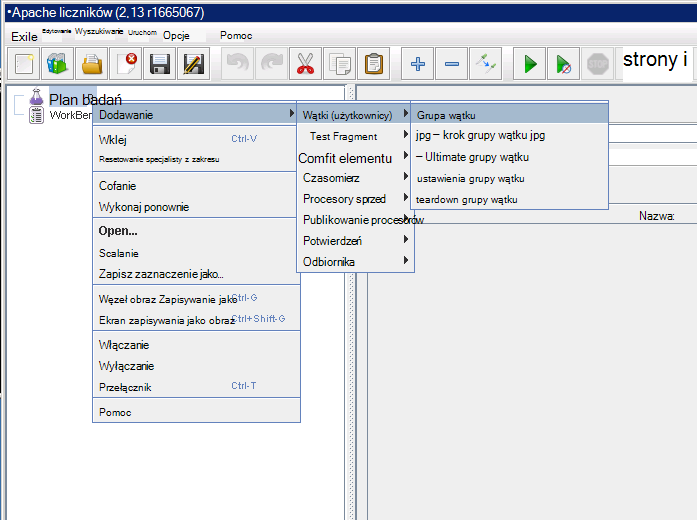 •Apache liczników (2,13 r1665067)
Exile Edytowanie Wyszukiwanie Uruchom Opcje Pomoc
STOP strony i
Plan badań
WorkBen
Dodawanie
Wklej Ctrl-V
Resetowanie specjalisty z zakresu
Cofanie
Wykonaj ponownie
Open...
Scalanie
Zapisz zaznaczenie jako...
Węzeł obraz Zapisywanie jako Ctrl-G
Ekran zapisywania jako obraz Ctrl+Shift-G
Włączanie
Wyłączanie
Przełącznik Ctrl-T
Pomoc
Wątki (użytkownicy)
Test Fragment
Comfit elementu
Czasomierz
Procesory sprzed
Publikowanie procesorów
Potwierdzeń
Odbiornika
Grupa wątku
jpg – krok grupy wątku jpg
– Ultimate grupy wątku
ustawienia grupy wątku
teardown grupy wątku
Nazwa: